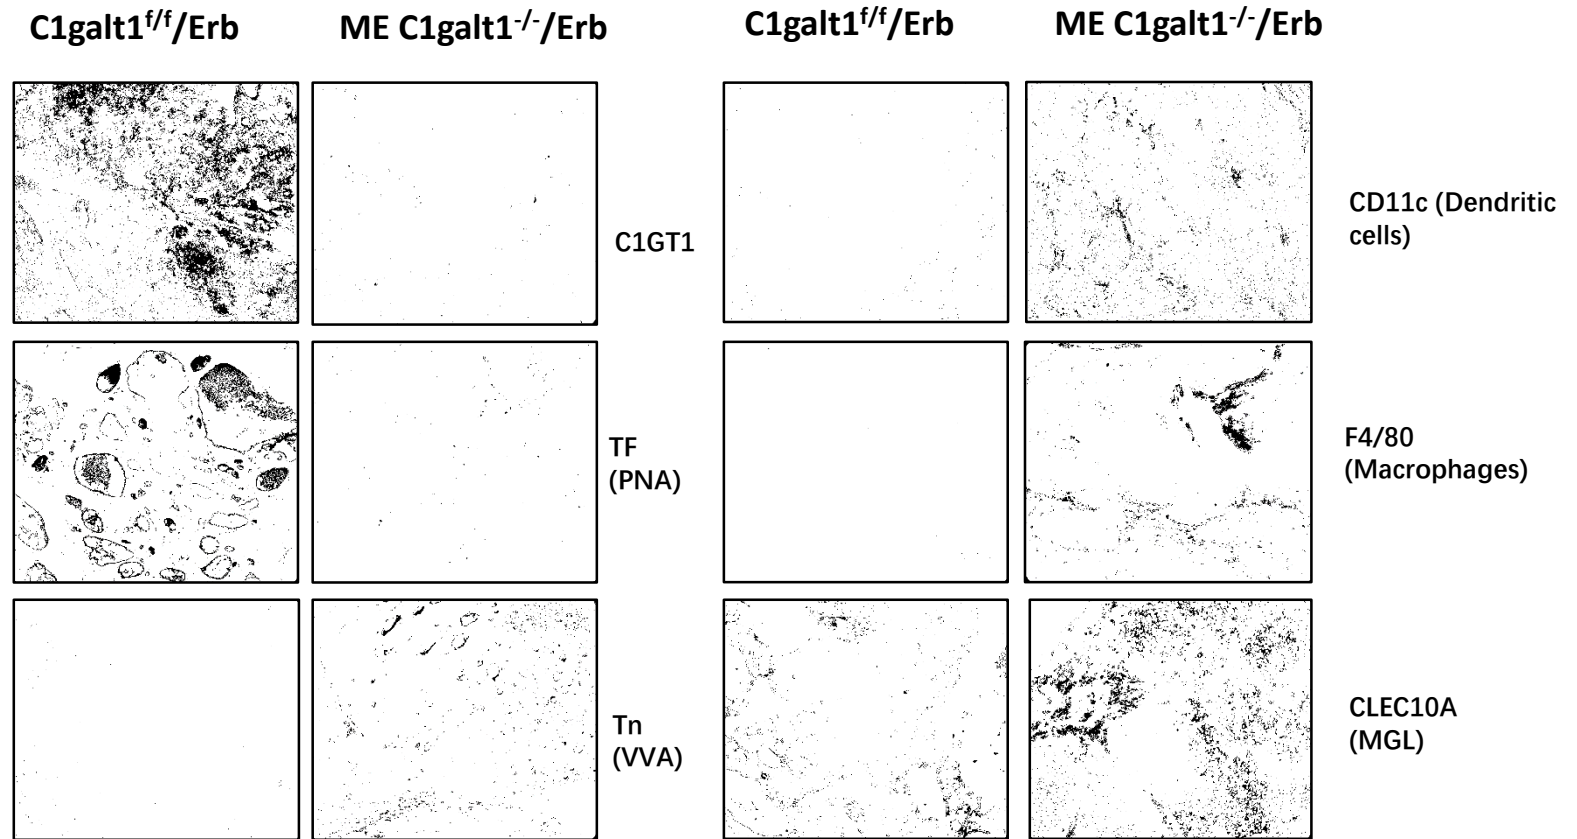 C1galt1f/f/Erb
ME C1galt1-/-/Erb
C1galt1f/f/Erb
ME C1galt1-/-/Erb
C1GT1
CD11c (Dendritic
cells)
TF
(PNA)
F4/80
(Macrophages)
Tn
(VVA)
CLEC10A
(MGL)